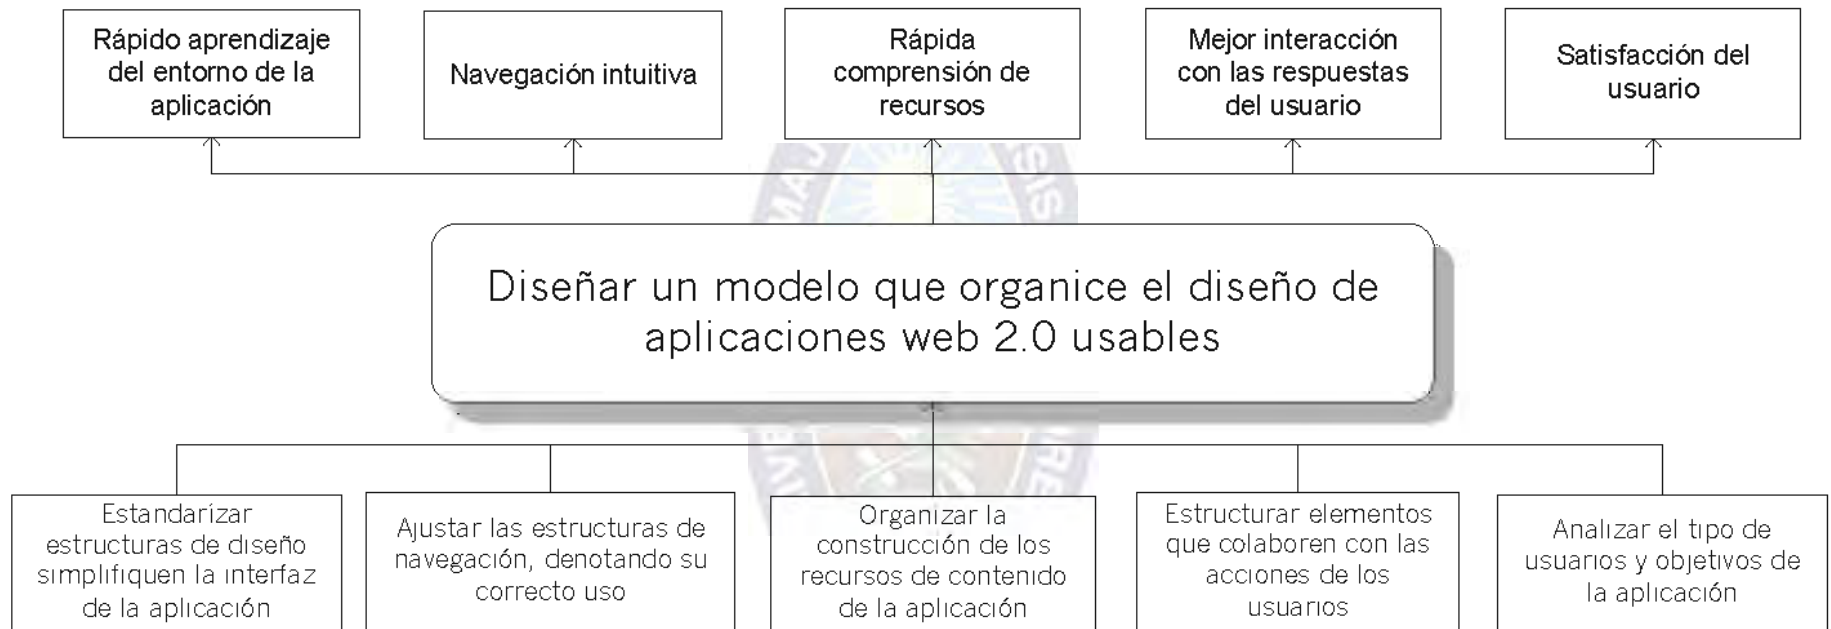 Rápido aprendizaje
del entorno de la
aplicación
Navegación intuitiva
Rápida
comprensión de
recursos
Mejor interacción
con las respuestas
del usuario
Satisfacción del
usuario
Diseñar un modelo que organice el diseño de
aplicaciones web 2.0 usables
Estandarizar
estructuras de diseño
simplifiquen la interfaz
de la aplicación
Ajustar las estructuras de
navegación, denotando su
correcto uso
Organizar la
construcción de los
recursos de contenido
de la aplicación
Estructurar elementos
que colaboren con las
acciones de los
usuarios
Analizar el tipo de
usuarios y objetivos de
la aplicación